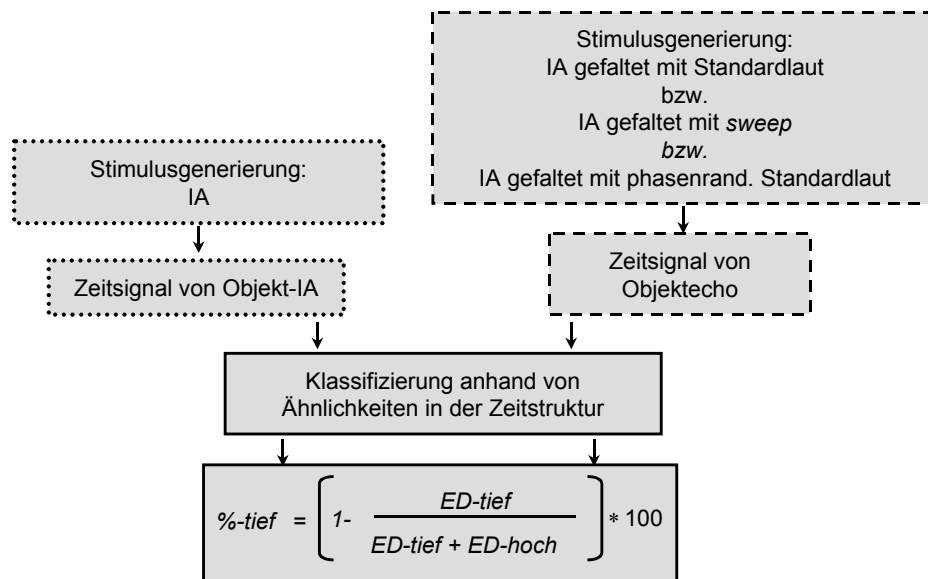 Stimulusgenerierung:
IA gefaltet mit Standardlaut
bzw.
IA gefaltet mit sweep
bzw.
IA gefaltet mit phasenrand. Standardlaut
Stimulusgenerierung:
IA
Zeitsignal von Objekt-IA
Zeitsignal von
Objektecho
Klassifizierung anhand von
Ähnlichkeiten in der Zeitstruktur
%-tief = [ 1- ED-tief / ED-tief + ED-hoch ] * 100